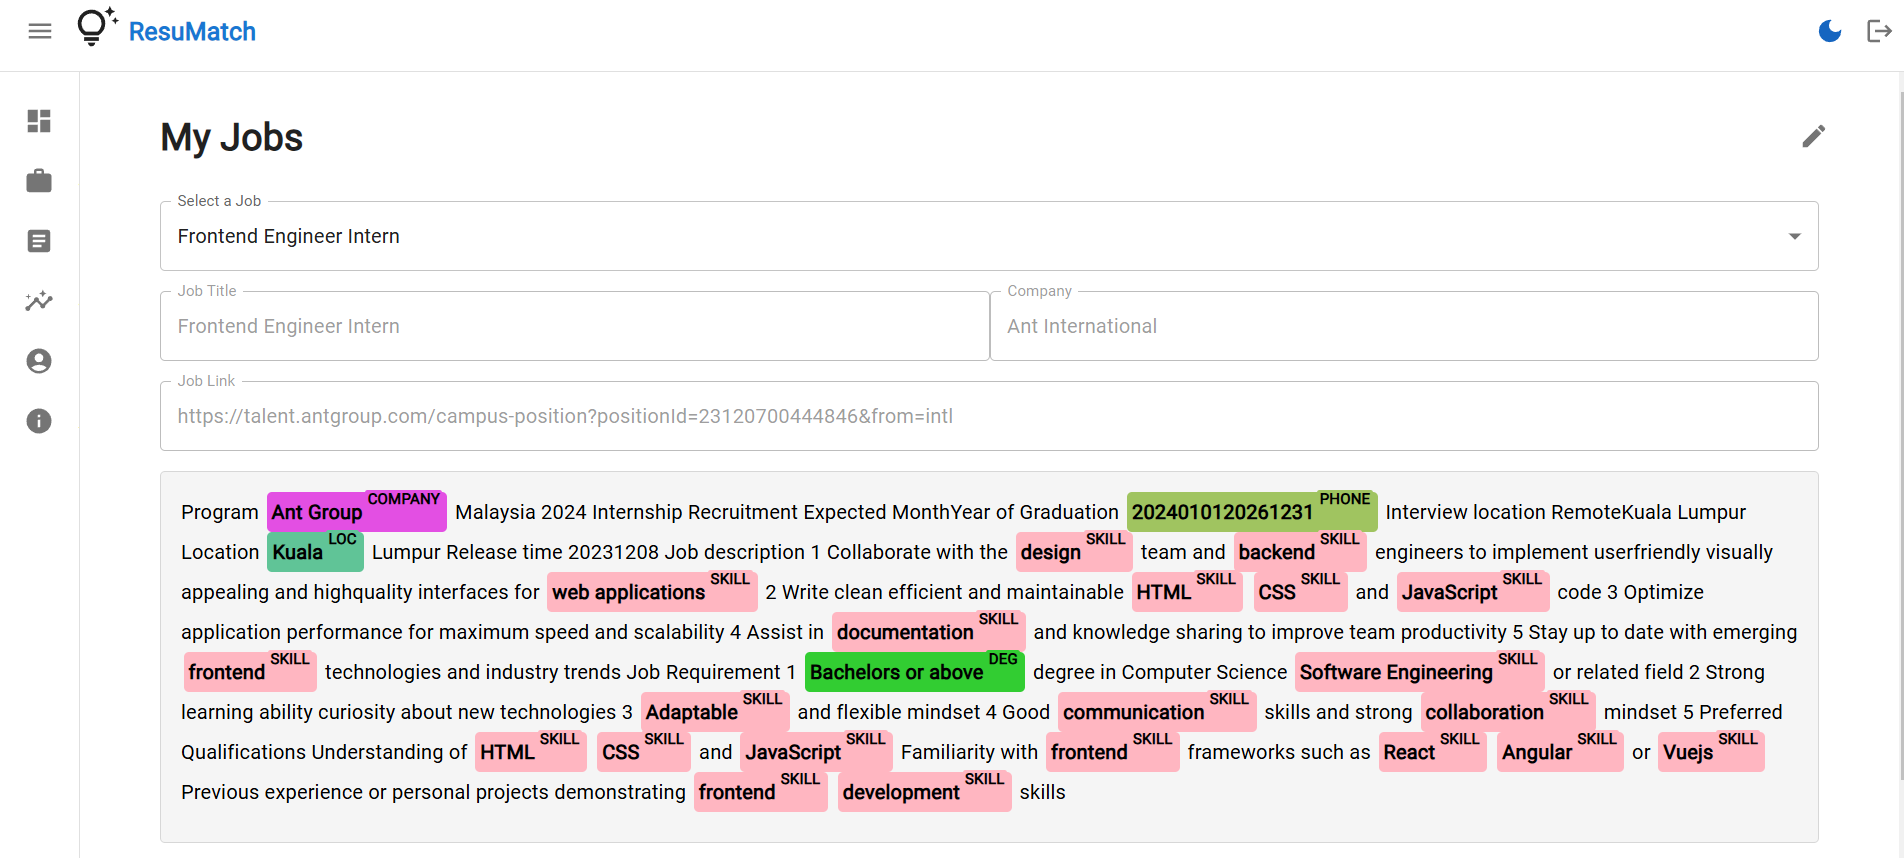 ResuMatch
My Jobs
Select a Job
Frontend Engineer Intern
Job Title
Frontend Engineer Intern
Company
Ant International
Job Link
https://talent.antgroup.com/campus-position?positionId=23120700444846&from=intl
Program Ant Group COMPANY Malaysia 2024 Internship Recruitment Expected MonthYear of Graduation 2024010120261231 PHONE Interview location RemoteKuala Lumpur
Location Kuala LOC Lumpur Release time 20231208 Job description 1 Collaborate with the design SKILL team and backend SKILL engineers to implement userfriendly visually
appealing and highquality interfaces for web applications SKILL 2 Write clean efficient and maintainable HTML SKILL CSS SKILL and JavaScript SKILL code 3 Optimize
application performance for maximum speed and scalability 4 Assist in documentation SKILL and knowledge sharing to improve team productivity 5 Stay up to date with emerging
frontend SKILL technologies and industry trends Job Requirement 1 Bachelors or above DEG degree in Computer Science Software Engineering SKILL or related field 2 Strong
learning ability curiosity about new technologies 3 Adaptable SKILL and flexible mindset 4 Good communication SKILL skills and strong collaboration SKILL mindset 5 Preferred
Qualifications Understanding of HTML SKILL CSS SKILL and JavaScript SKILL Familiarity with frontend SKILL frameworks such as React SKILL Angular SKILL or Vuejs SKILL
Previous experience or personal projects demonstrating frontend SKILL development SKILL skills